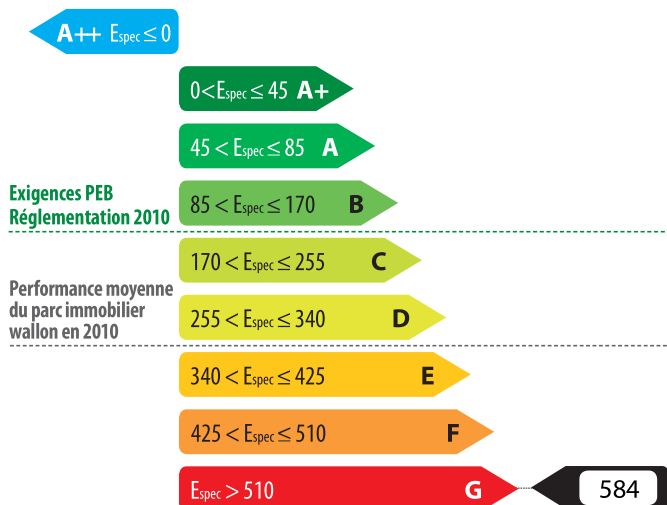 A++ Espec ≤ 0
0 < Espec ≤ 45 A+
45 < Espec ≤ 85 A
Exigences PEB
Réglementation 2010
85 < Espec ≤ 170 B
170 < Espec ≤ 255 C
Performance moyenne
du parc immobilier
wallon en 2010
255 < Espec ≤ 340 D
340 < Espec ≤ 425 E
425 < Espec ≤ 510 F
Espec > 510 G 584